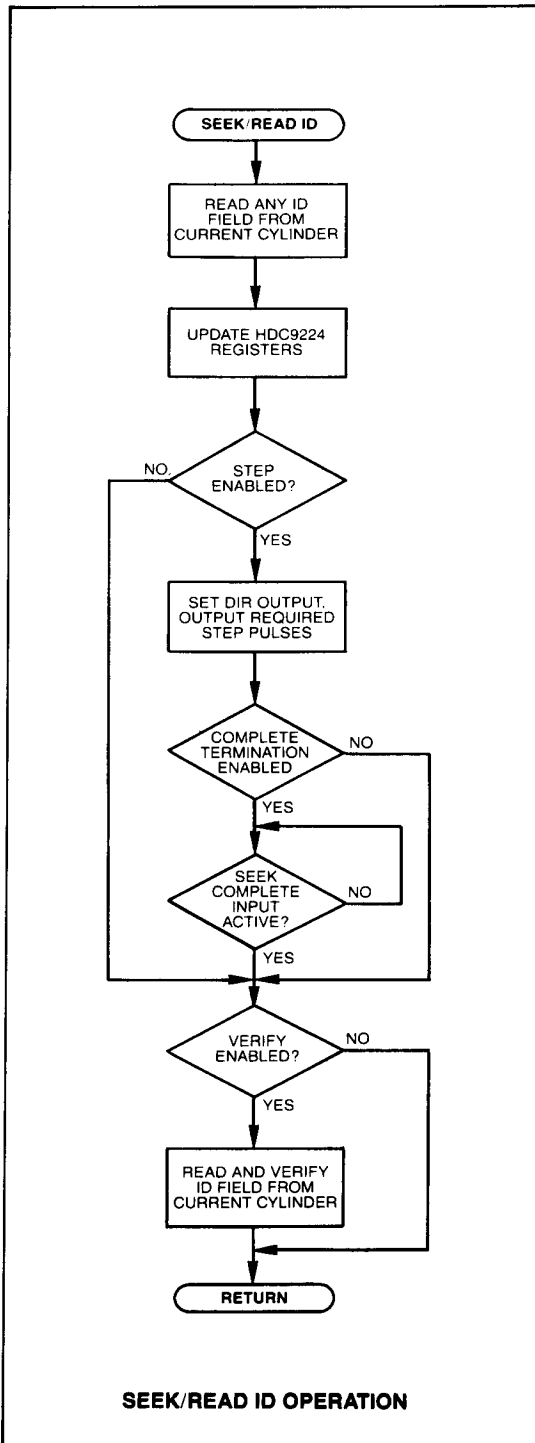 SEEK/READ ID
READ ANY ID
FIELD FROM
CURRENT CYLINDER
UPDATE HDC9224
REGISTERS
NO.
STEP
ENABLED?
YES
SET DIR OUTPUT,
OUTPUT REQUIRED
STEP PULSES
COMPLETE
TERMINATION
ENABLED
NO
YES
SEEK
COMPLETE
INPUT
ACTIVE?
NO
YES
VERIFY
ENABLED?
NO
YES
READ AND VERIFY
ID FIELD FROM
CURRENT CYLINDER
RETURN
SEEK/READ ID OPERATION